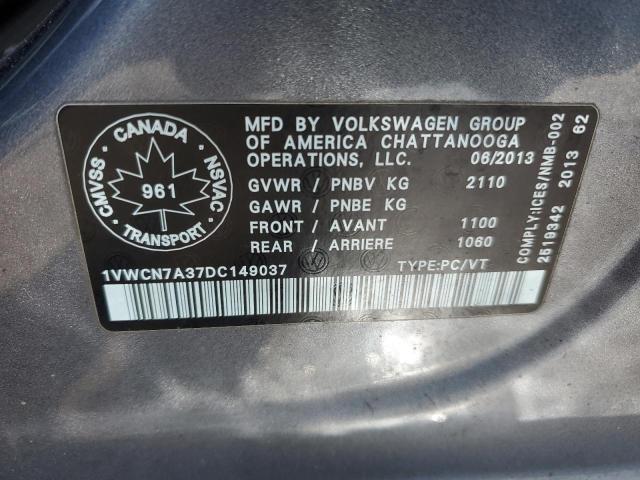 CANADA
CMVSS
NSVAC
961
TRANSPORT
MFD BY VOLKSWAGEN GROUP
OF AMERICA CHATTANOOGA
OPERATIONS, LLC. 06/2013
GVWR / PNBV KG 2110
GAWR / PNBE KG
FRONT / AVANT 1100
REAR / ARRIERE 1060
1VWCN7A37DC149037 TYPE:PC/VT
COMPLY:ICES/NMB-002
2619342 2013 62